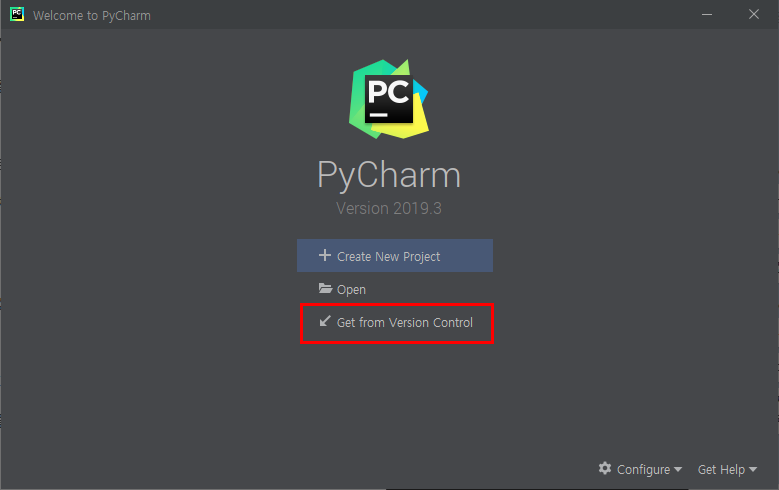 Welcome to PyCharm
PC
PyCharm
Version 2019.3
Create New Project
Open
Get from Version Control
Configure
Get Help